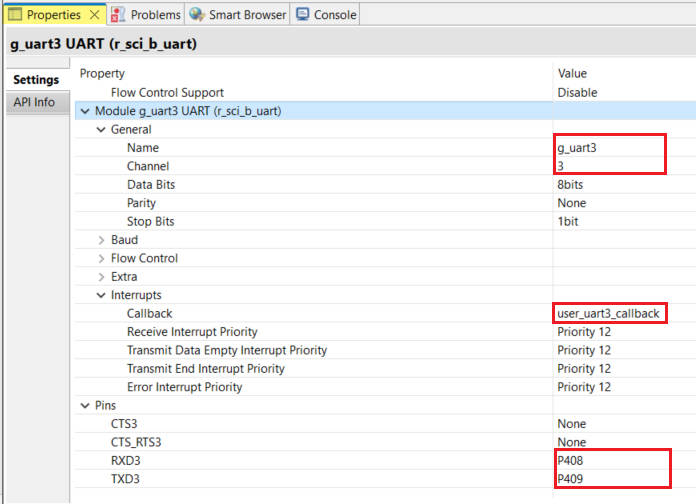 Properties Problems Smart Browser Console
g_uart3 UART (r_sci_b_uart)
Settings
API Info
Property Value
Flow Control Support Disable
Module g_uart3 UART (r_sci_b_uart)
General
Name g_uart3
Channel 3
Data Bits 8bits
Parity None
Stop Bits 1bit
Baud
Flow Control
Extra
Interrupts
Callback user_uart3_callback
Receive Interrupt Priority Priority 12
Transmit Data Empty Interrupt Priority Priority 12
Transmit End Interrupt Priority Priority 12
Error Interrupt Priority Priority 12
Pins
CTS3 None
CTS_RTS3 None
RXD3 P408
TXD3 P409